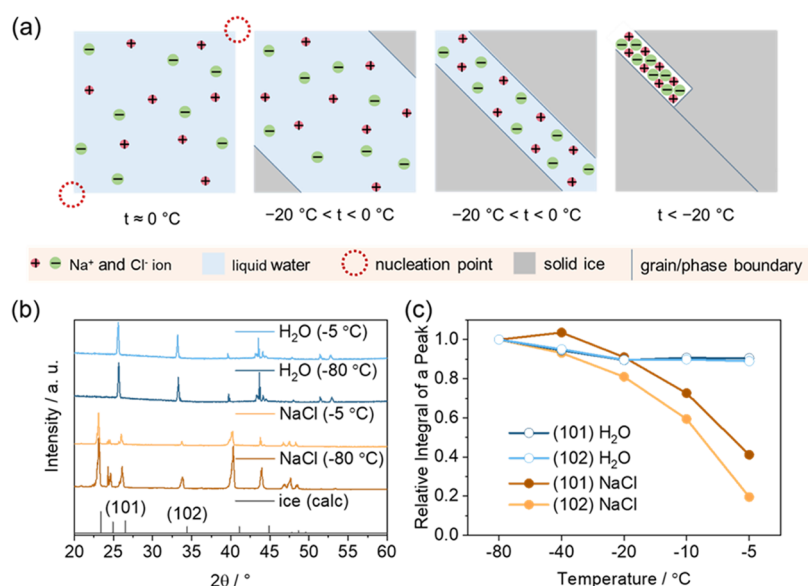 (a)
t ≈ 0 °C
−20 °C < t < 0 °C
−20 °C < t < 0 °C
t < −20 °C
Na⁺ and Cl⁻ ion
liquid water
nucleation point
solid ice
grain/phase boundary
(b)
Intensity / a. u.
H₂O (-5 °C)
H₂O (-80 °C)
NaCl (-5 °C)
NaCl (-80 °C)
ice (calc)
(101)
(102)
20 25 30 35 40 45 50 55 60
2θ / °
(c)
Relative Integral of a Peak
1.0
0.8
0.6
0.4
0.2
0.0
(101) H₂O
(102) H₂O
(101) NaCl
(102) NaCl
-80 -40 -20 -10 -5
Temperature / °C